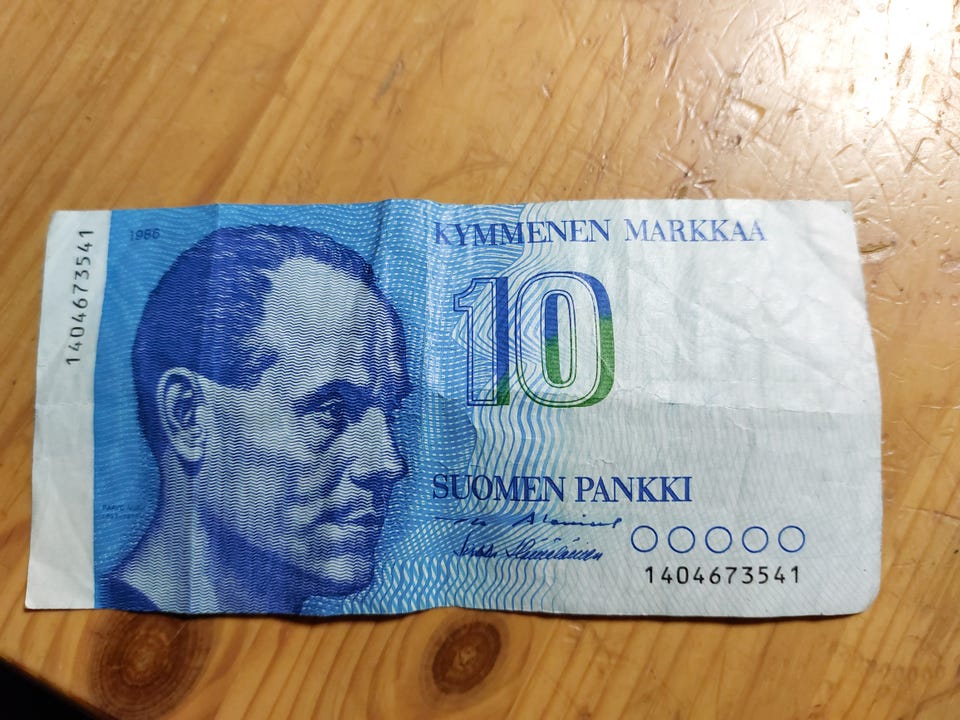 1404673541
1986
KYMMENEN MARKKAA
10
SUOMEN PANKKI
1404673541